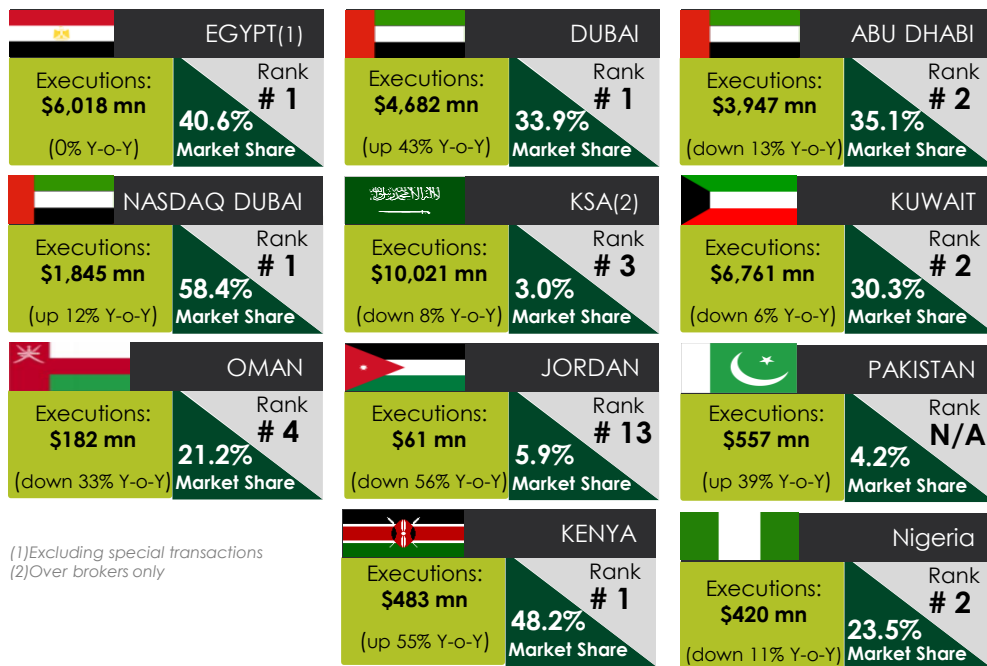 EGYPT(1)
Executions:
$6,018 mn
(0% Y-o-Y)
Rank
# 1
40.6%
Market Share
DUBAI
Executions:
$4,682 mn
(up 43% Y-o-Y)
Rank
# 1
33.9%
Market Share
ABU DHABI
Executions:
$3,947 mn
(down 13% Y-o-Y)
Rank
# 2
35.1%
Market Share
NASDAQ DUBAI
Executions:
$1,845 mn
(up 12% Y-o-Y)
Rank
# 1
58.4%
Market Share
KSA(2)
Executions:
$10,021 mn
(down 8% Y-o-Y)
Rank
# 3
3.0%
Market Share
KUWAIT
Executions:
$6,761 mn
(down 6% Y-o-Y)
Rank
# 2
30.3%
Market Share
OMAN
Executions:
$182 mn
(down 33% Y-o-Y)
Rank
# 4
21.2%
Market Share
JORDAN
Executions:
$61 mn
(down 56% Y-o-Y)
Rank
# 13
5.9%
Market Share
PAKISTAN
Executions:
$557 mn
(up 39% Y-o-Y)
Rank
N/A
4.2%
Market Share
(1)Excluding special transactions
(2)Over brokers only
KENYA
Executions:
$483 mn
(up 55% Y-o-Y)
Rank
# 1
48.2%
Market Share
Nigeria
Executions:
$420 mn
(down 11% Y-o-Y)
Rank
# 2
23.5%
Market Share